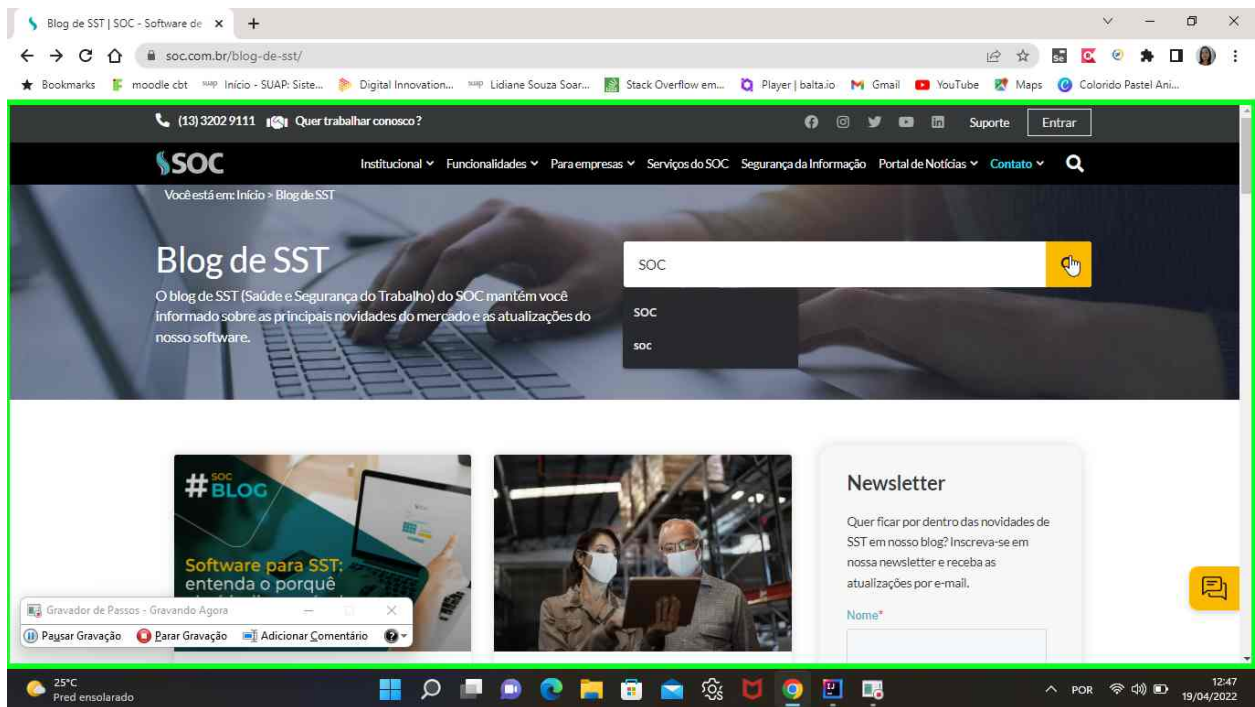 Blog de SST | SOC - Software de
soc.com.br/blog-de-sst/
Bookmarks moodle cbt Início - SUAP: Siste... Digital Innovation... Lidiane Souza Soar... Stack Overflow em... Player | balta.io Gmail YouTube Maps Colorido Pastel Ani...
(13) 3202 9111 Quer trabalhar conosco? Suporte Entrar
SOC Institucional Funcionalidades Para empresas Serviços do SOC Segurança da Informação Portal de Notícias Contato
Você está em: Início > Blog de SST
Blog de SST
SOC
O blog de SST (Saúde e Segurança do Trabalho) do SOC mantém você
informado sobre as principais novidades do mercado e as atualizações do
nosso software.
SOC
soc
#SOC
BLOG
Software para SST:
entenda o porquê
Newsletter
Quer ficar por dentro das novidades de
SST em nosso blog? Inscreva-se em
nossa newsletter e receba as
atualizações por e-mail.
Nome*
Gravador de Passos - Gravando Agora
Pausar Gravação Parar Gravação Adicionar Comentário
25°C
Pred ensolarado
POR
12:47
19/04/2022